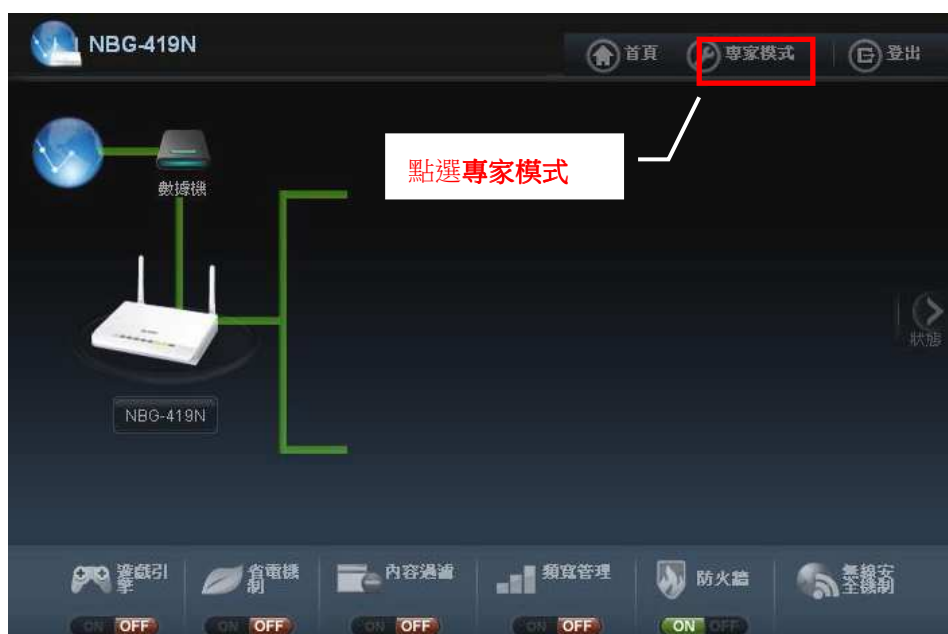 NBG-419N
首頁
專家模式
登出
點選專家模式
數據機
狀態
NBG-419N
遊戲引
擎
省電機
制
內容過濾
頻寬管理
防火牆
無線安
全機制
ON OFF
ON OFF
ON OFF
ON OFF
ON OFF